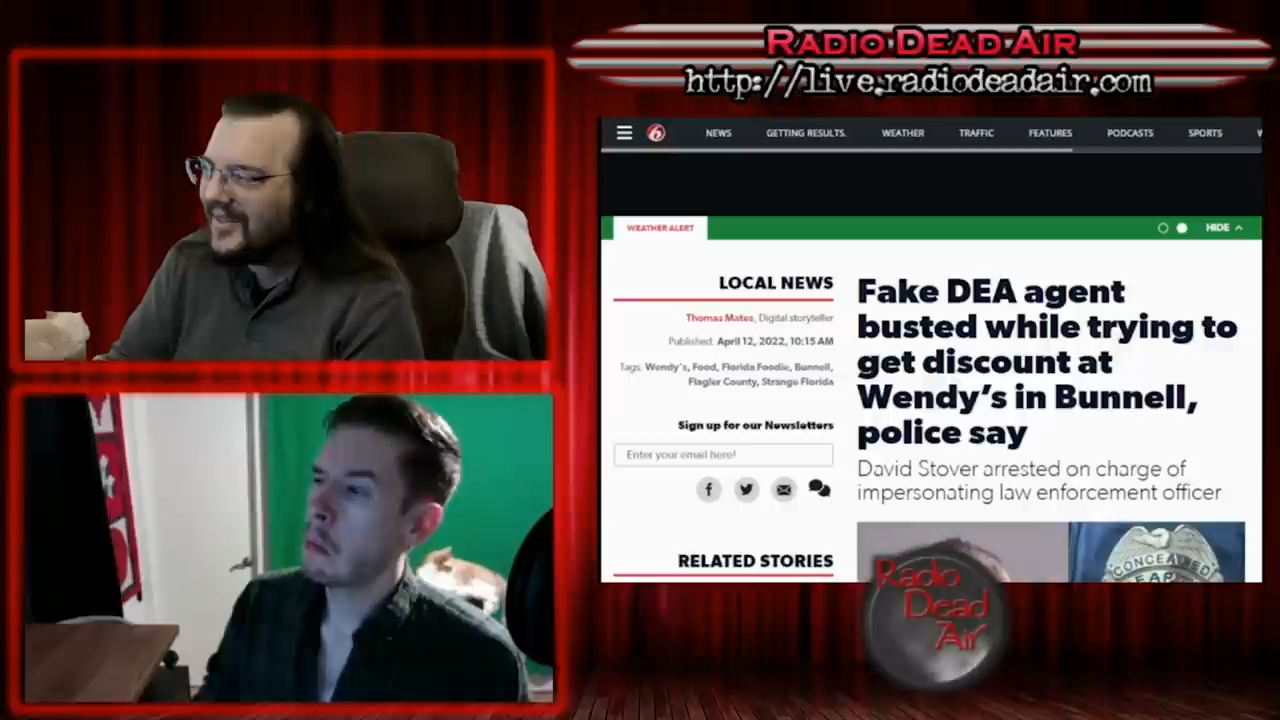 RADIO DEAD AIR
http://live.radiodeadair.com
6 NEWS GETTING RESULTS. WEATHER TRAFFIC FEATURES PODCASTS SPORTS
WEATHER ALERT
HIDE
LOCAL NEWS
Thomas Mates, Digital storyteller
Published: April 12, 2022, 10:15 AM
Tags: Wendy's, Food, Florida Foodie, Bunnell,
Flagler County, Strange Florida
Sign up for our Newsletters
Enter your email here!
RELATED STORIES
Fake DEA agent
busted while trying to
get discount at
Wendy's in Bunnell,
police say
David Stover arrested on charge of
impersonating law enforcement officer
CONCEALED
Radio
Dead
Air